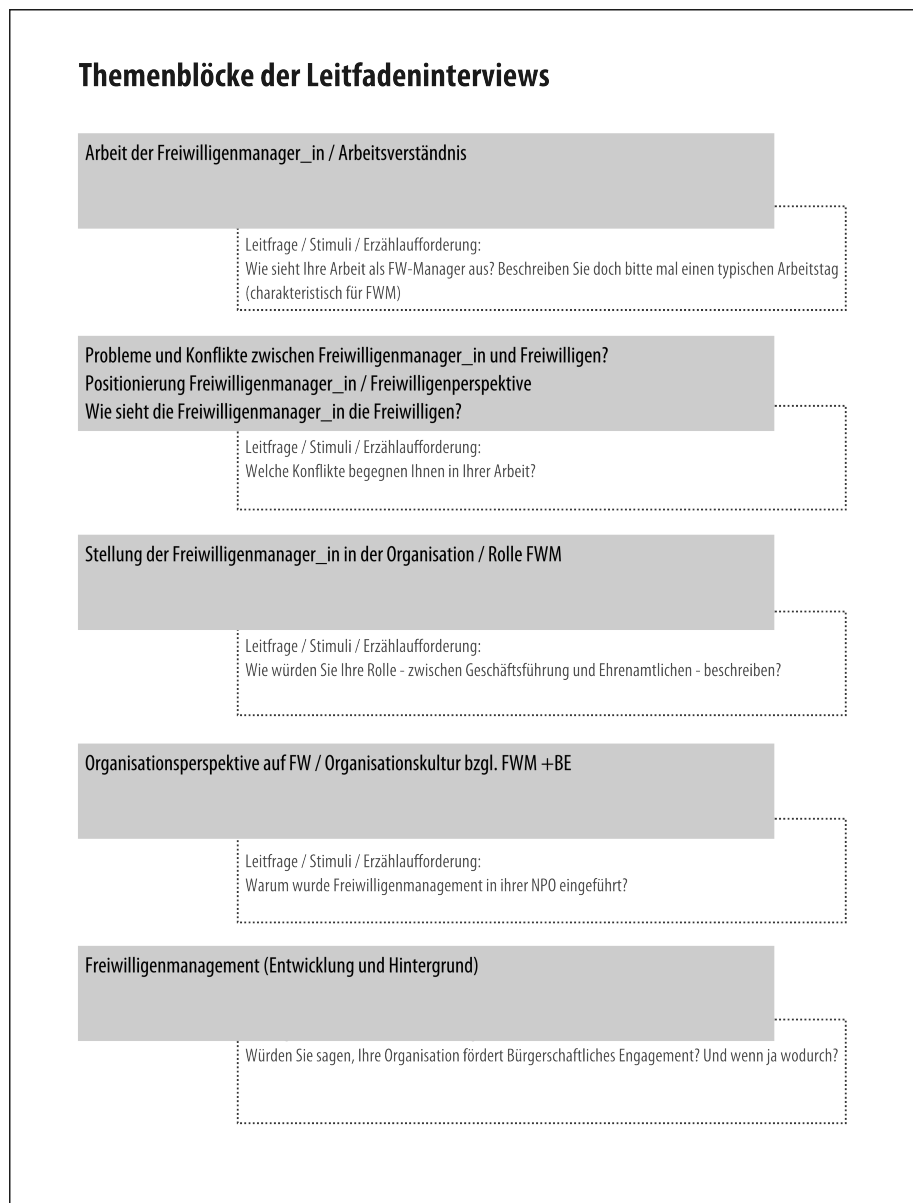 Themenblöcke der Leitfadeninterviews
Arbeit der Freiwilligenmanager_in / Arbeitsverständnis
Leitfrage / Stimuli / Erzählaufforderung:
Wie sieht Ihre Arbeit als FW-Manager aus? Beschreiben Sie doch bitte mal einen typischen Arbeitstag
(charakteristisch für FWM)
Probleme und Konflikte zwischen Freiwilligenmanager_in und Freiwilligen?
Positionierung Freiwilligenmanager_in / Freiwilligenperspektive
Wie sieht die Freiwilligenmanager_in die Freiwilligen?
Leitfrage / Stimuli / Erzählaufforderung:
Welche Konflikte begegnen Ihnen in Ihrer Arbeit?
Stellung der Freiwilligenmanager_in in der Organisation / Rolle FWM
Leitfrage / Stimuli / Erzählaufforderung:
Wie würden Sie Ihre Rolle - zwischen Geschäftsführung und Ehrenamtlichen - beschreiben?
Organisationsperspektive auf FW / Organisationskultur bzgl. FWM +BE
Leitfrage / Stimuli / Erzählaufforderung:
Warum wurde Freiwilligenmanagement in ihrer NPO eingeführt?
Freiwilligenmanagement (Entwicklung und Hintergrund)
Würden Sie sagen, Ihre Organisation fördert Bürgerschaftliches Engagement? Und wenn ja wodurch?